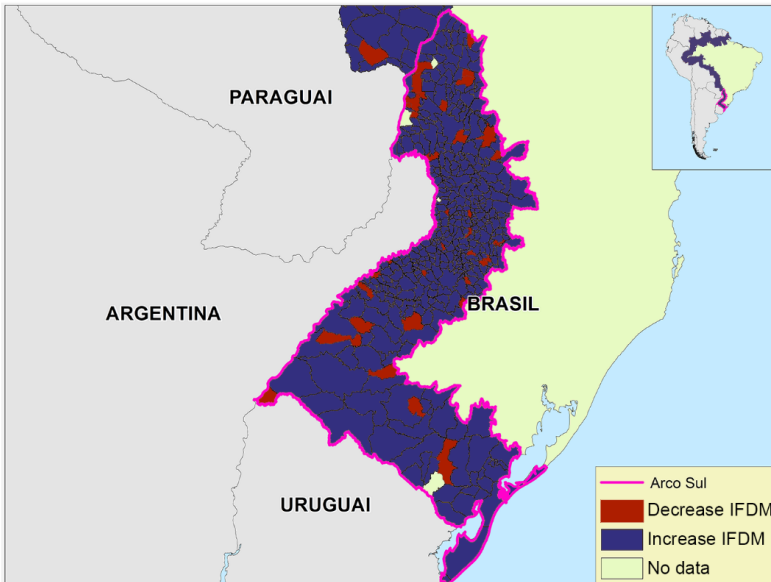 PARAGUAI
ARGENTINA
BRASIL
URUGUAI
Arco Sul
Decrease IFDM
Increase IFDM
No data